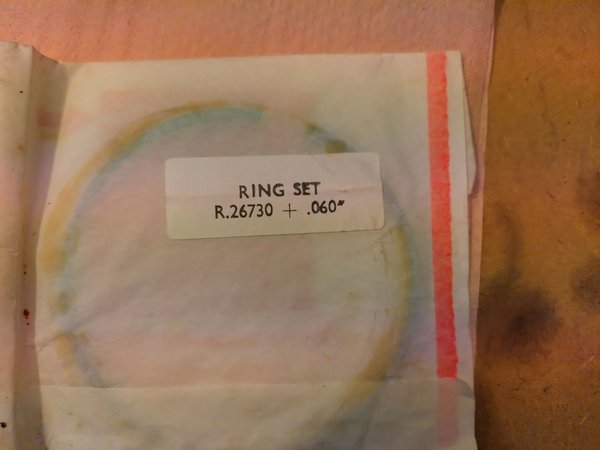 RING SET
R.26730 + .060"